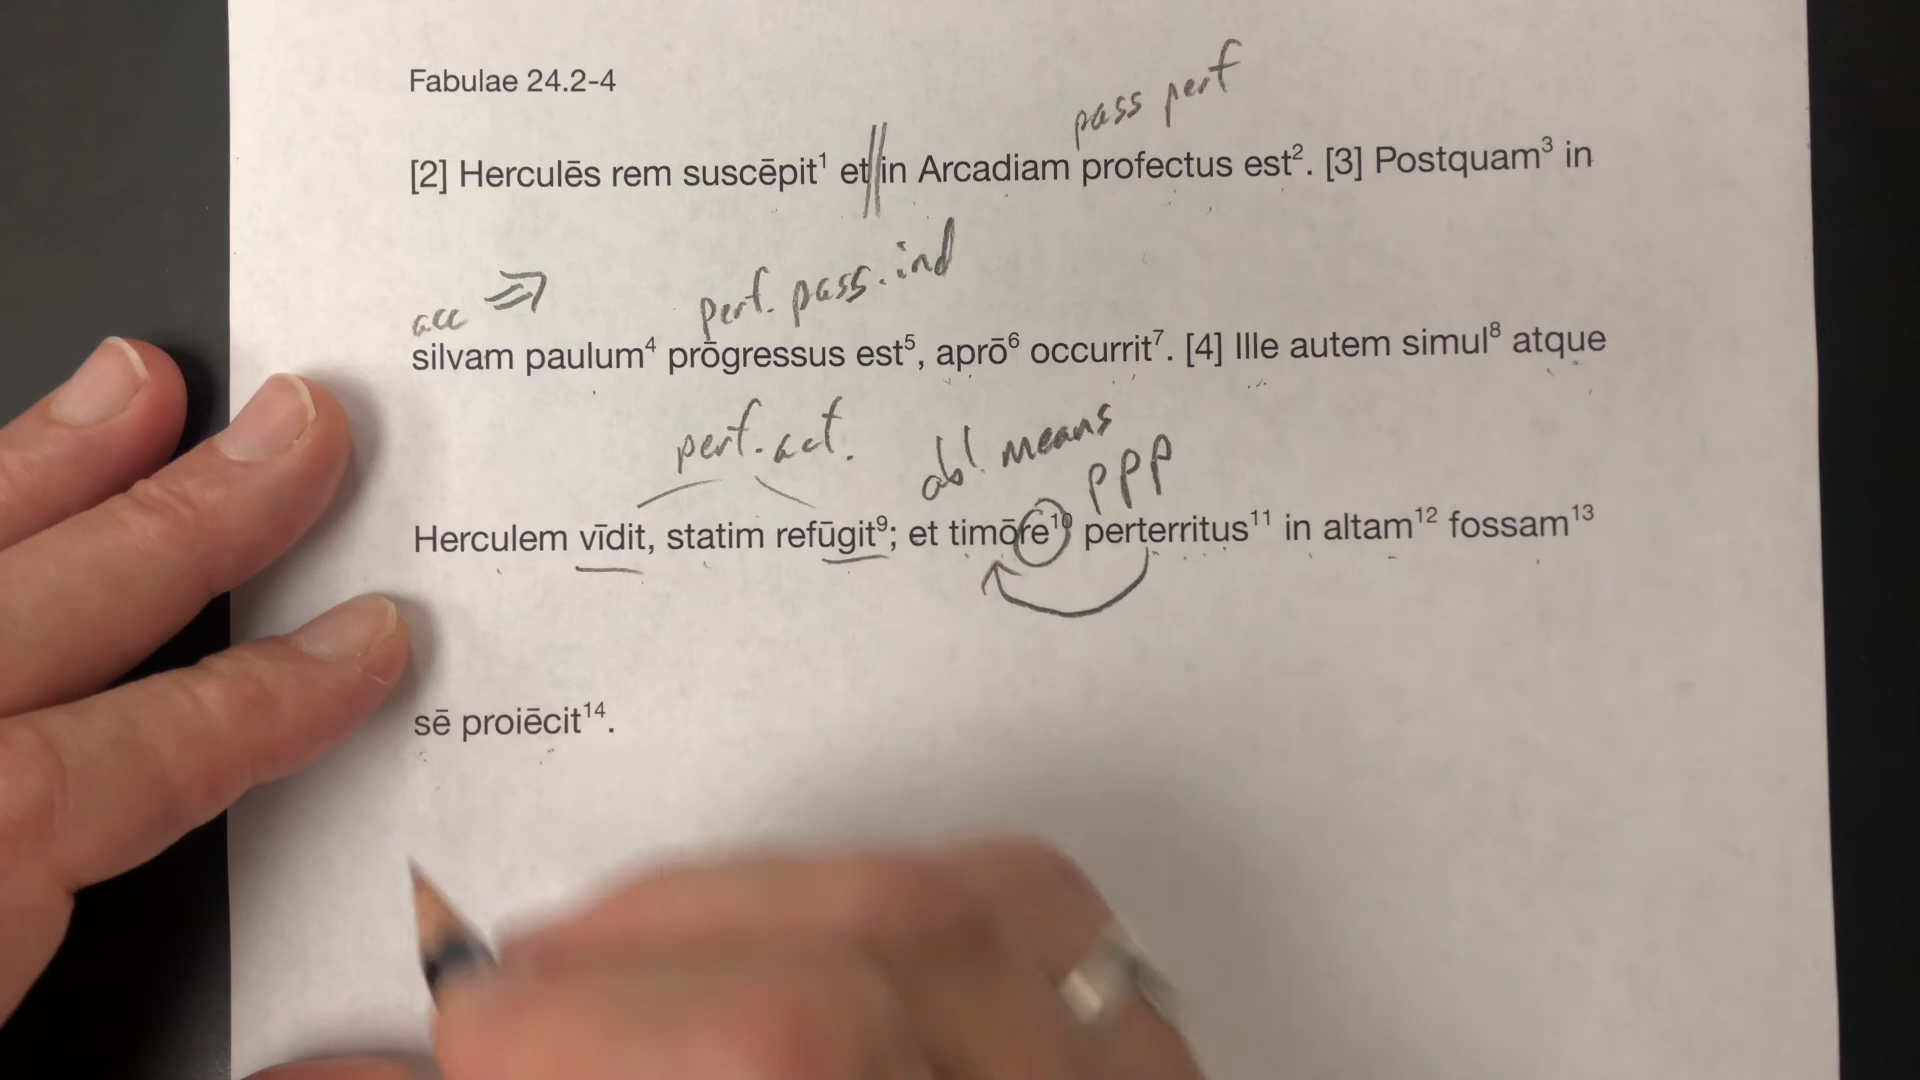 Fabulae 24.2-4
pass perf
[2] Herculēs rem suscēpit¹ et in Arcadiam profectus est². [3] Postquam³ in
acc perf. pass. ind
silvam paulum⁴ prōgressus est⁵, aprō⁶ occurrit⁷. [4] Ille autem simul⁸ atque
perf. act. abl means PPP
Herculem vīdit, statim refūgit⁹; et timōre¹⁰ perterritus¹¹ in altam¹² fossam¹³
sē proiēcit¹⁴.